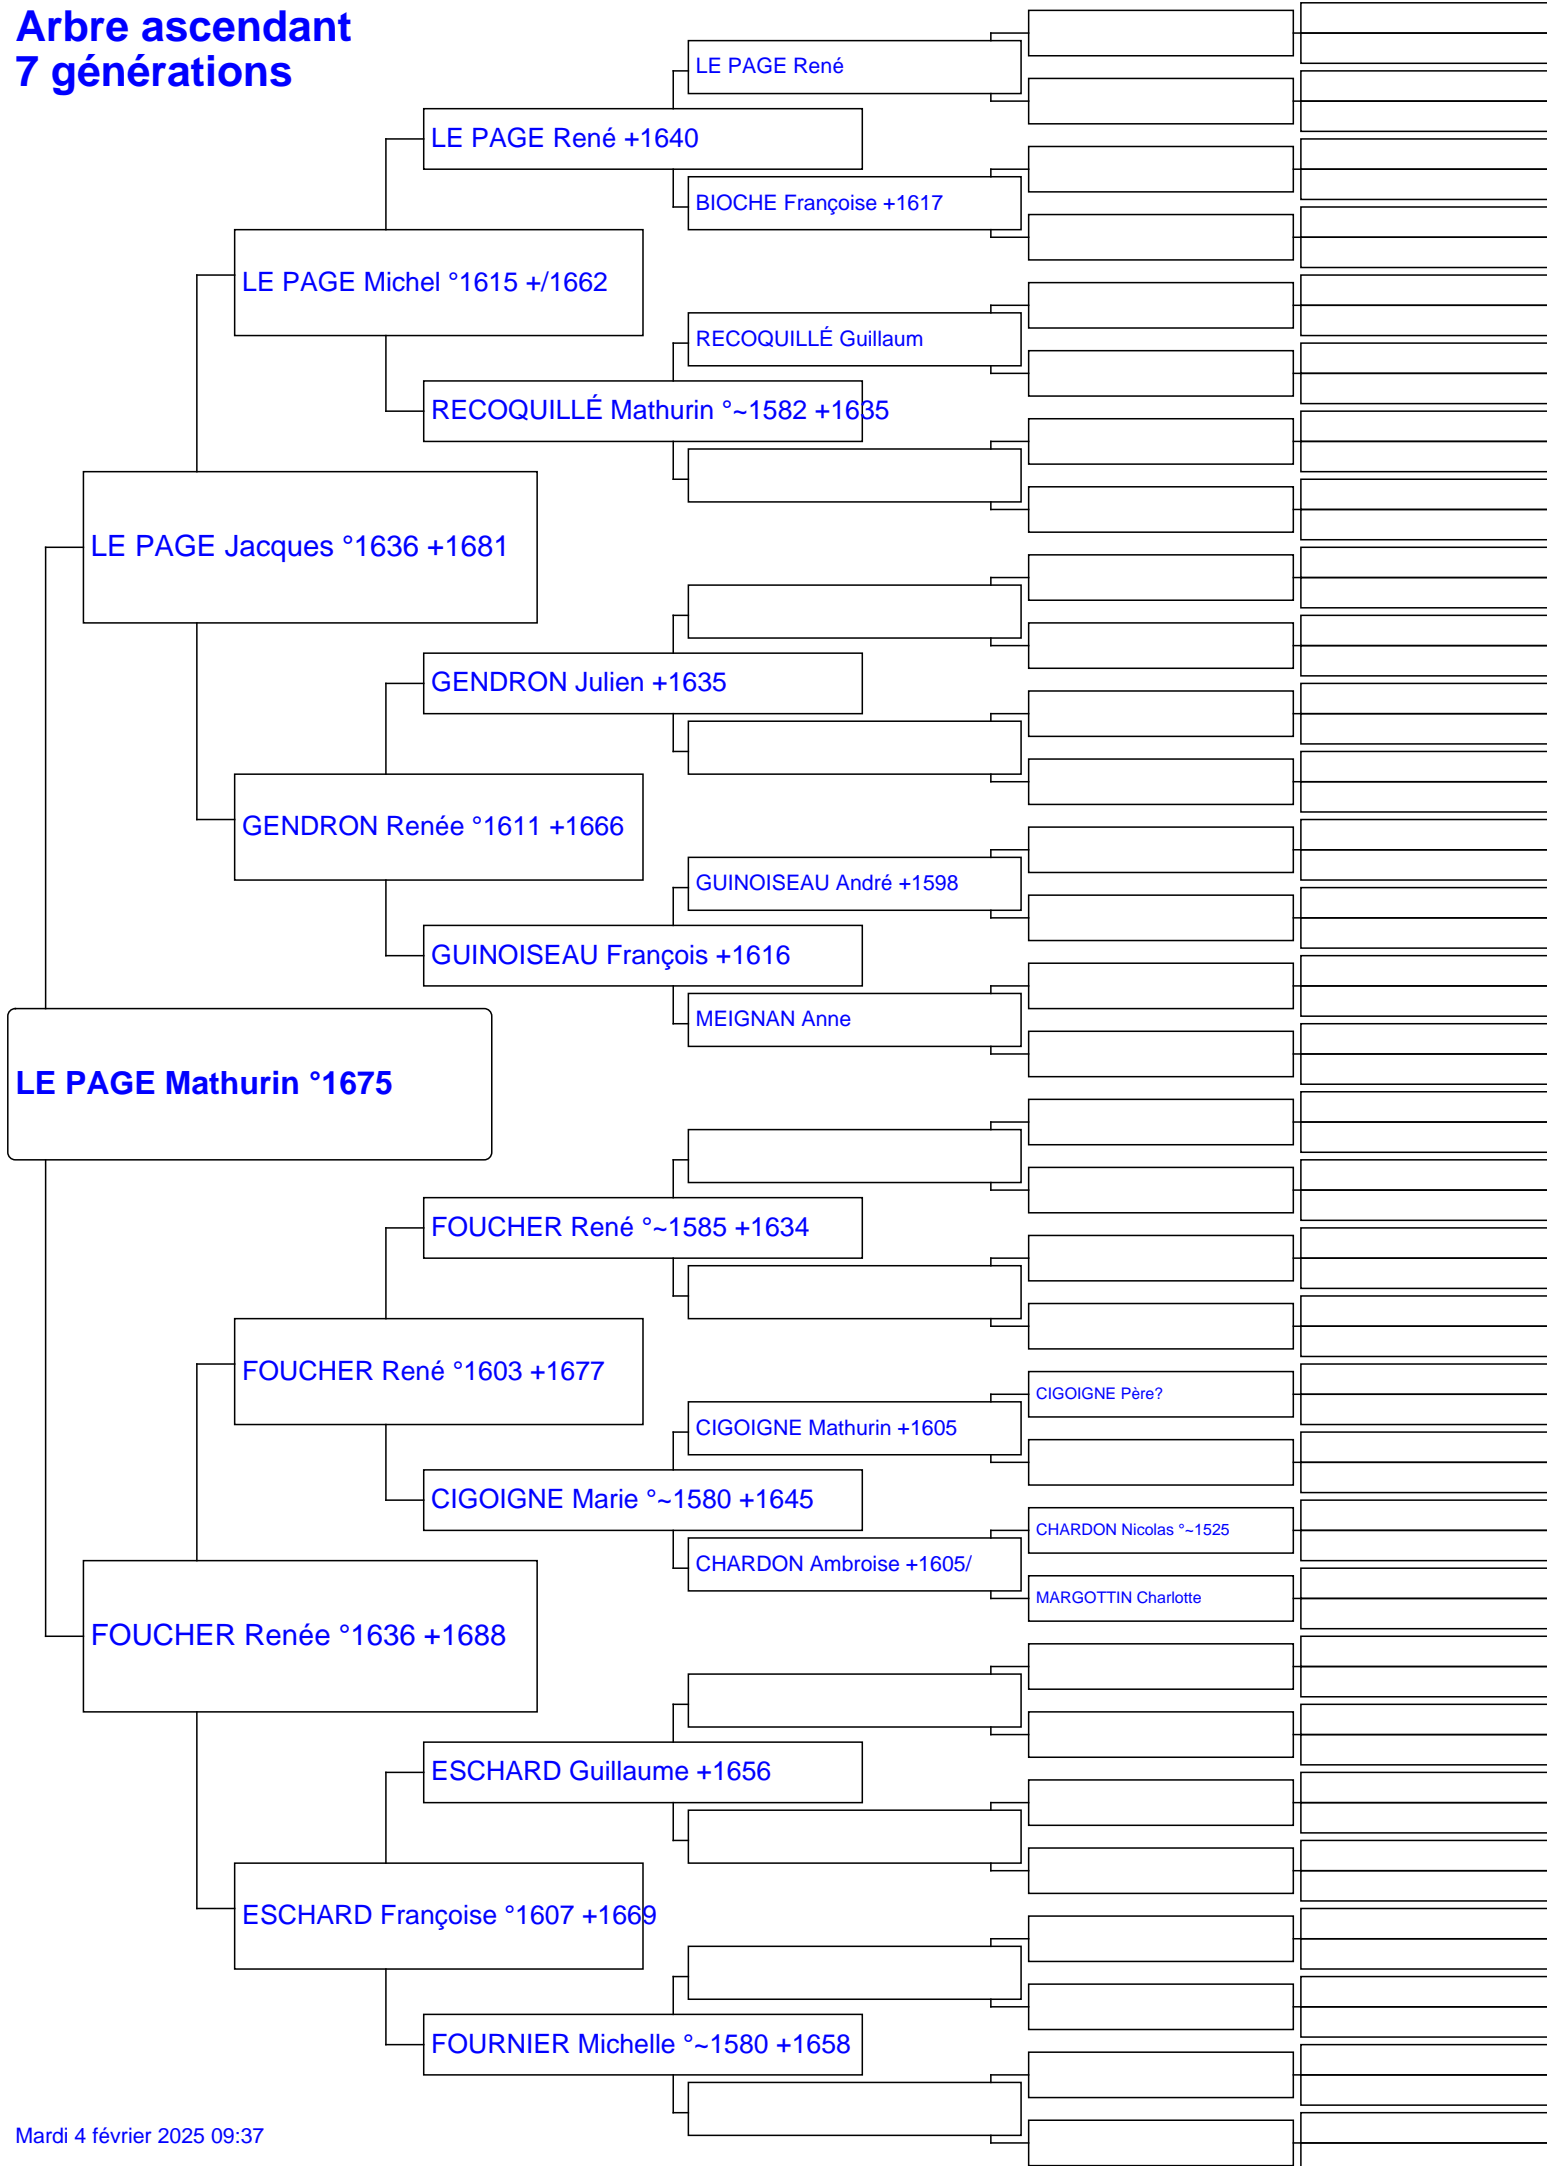 Arbre ascendant
7 générations
LE PAGE René
LE PAGE René +1640
BIOCHE Françoise +1617
LE PAGE Michel °1615 +/1662
RECOQUILLÉ Guillaum
RECOQUILLÉ Mathurin °~1582 +1635
LE PAGE Jacques °1636 +1681
GENDRON Julien +1635
GENDRON Renée °1611 +1666
GUINOISEAU André +1598
GUINOISEAU François +1616
MEIGNAN Anne
LE PAGE Mathurin °1675
FOUCHER René °~1585 +1634
FOUCHER René °1603 +1677
CIGOIGNE Père?
CIGOIGNE Mathurin +1605
CIGOIGNE Marie °~1580 +1645
CHARDON Nicolas °~1525
CHARDON Ambroise +1605/
MARGOTTIN Charlotte
FOUCHER Renée °1636 +1688
ESCHARD Guillaume +1656
ESCHARD Françoise °1607 +1669
FOURNIER Michelle °~1580 +1658
Mardi 4 février 2025 09:37